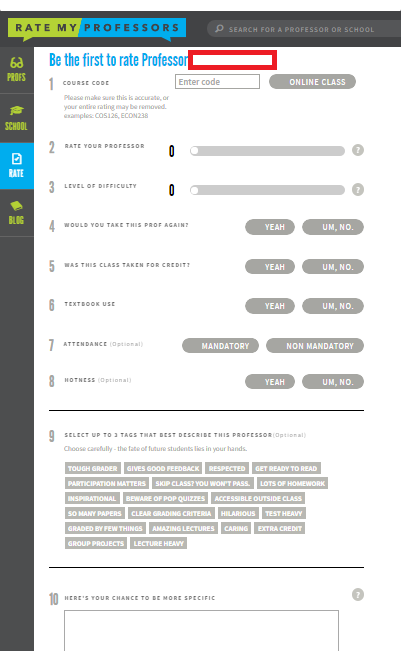 RATE MY PROFESSORS
SEARCH FOR A PROFESSOR OR SCHOOL
PROFS
SCHOOL
RATE
BLOG
Be the first to rate Professor
1 COURSE CODE Enter code ONLINE CLASS
Please make sure this is accurate, or
your entire rating may be removed.
examples: COS126, ECON238
2 RATE YOUR PROFESSOR 0 ?
3 LEVEL OF DIFFICULTY 0 ?
4 WOULD YOU TAKE THIS PROF AGAIN? YEAH UM, NO.
5 WAS THIS CLASS TAKEN FOR CREDIT? YEAH UM, NO.
6 TEXTBOOK USE YEAH UM, NO.
7 ATTENDANCE (Optional) MANDATORY NON MANDATORY
8 HOTNESS (Optional) YEAH UM, NO.
9 SELECT UP TO 3 TAGS THAT BEST DESCRIBE THIS PROFESSOR(Optional)
Choose carefully - the fate of future students lies in your hands.
TOUGH GRADER GIVES GOOD FEEDBACK RESPECTED GET READY TO READ
PARTICIPATION MATTERS SKIP CLASS? YOU WON'T PASS. LOTS OF HOMEWORK
INSPIRATIONAL BEWARE OF POP QUIZZES ACCESSIBLE OUTSIDE CLASS
SO MANY PAPERS CLEAR GRADING CRITERIA HILARIOUS TEST HEAVY
GRADED BY FEW THINGS AMAZING LECTURES CARING EXTRA CREDIT
GROUP PROJECTS LECTURE HEAVY
10 HERE'S YOUR CHANCE TO BE MORE SPECIFIC ?